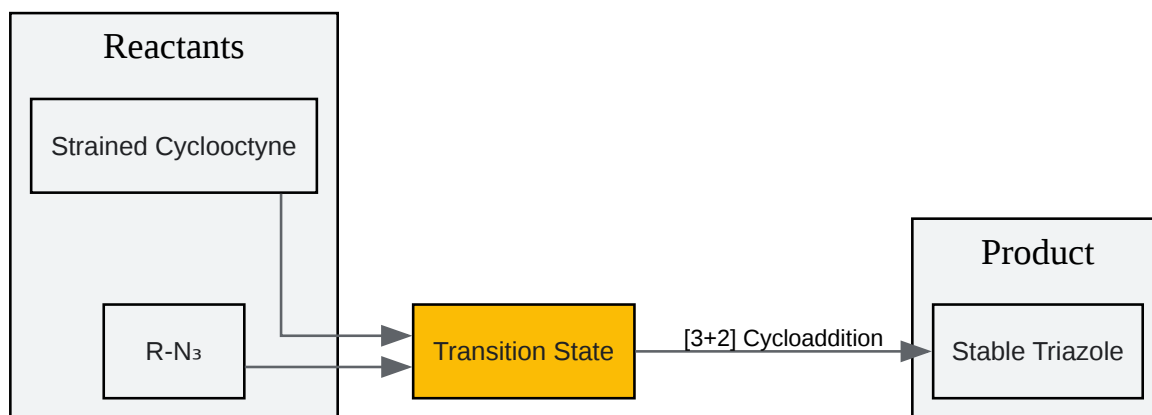 Reactants
Strained Cyclooctyne
R-N₃
Transition State
[3+2] Cycloaddition
Product
Stable Triazole